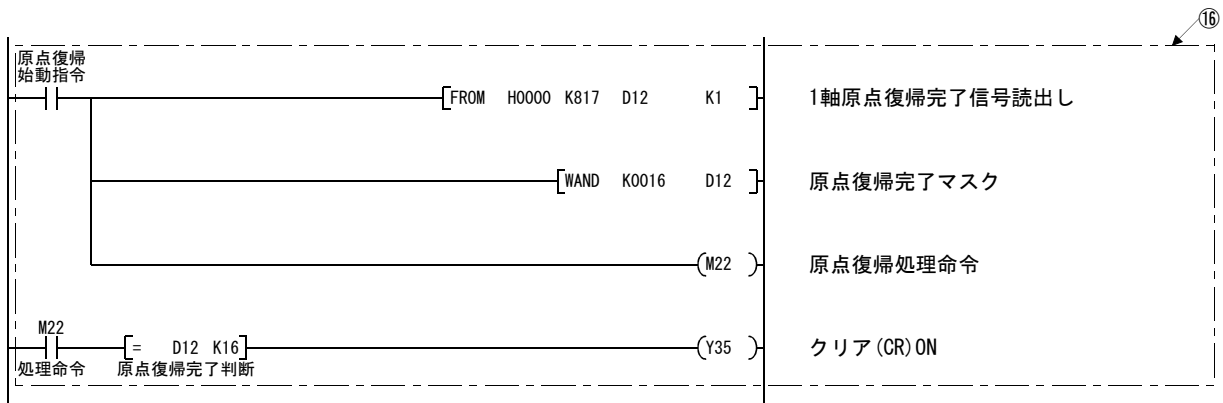 ⑯
原点復帰
始動指令
FROM H0000 K817 D12 K1 1軸原点復帰完了信号読出し
WAND K0016 D12 原点復帰完了マスク
M22 原点復帰処理命令
M22
= D12 K16 Y35 クリア(CR)ON
処理命令 原点復帰完了判断